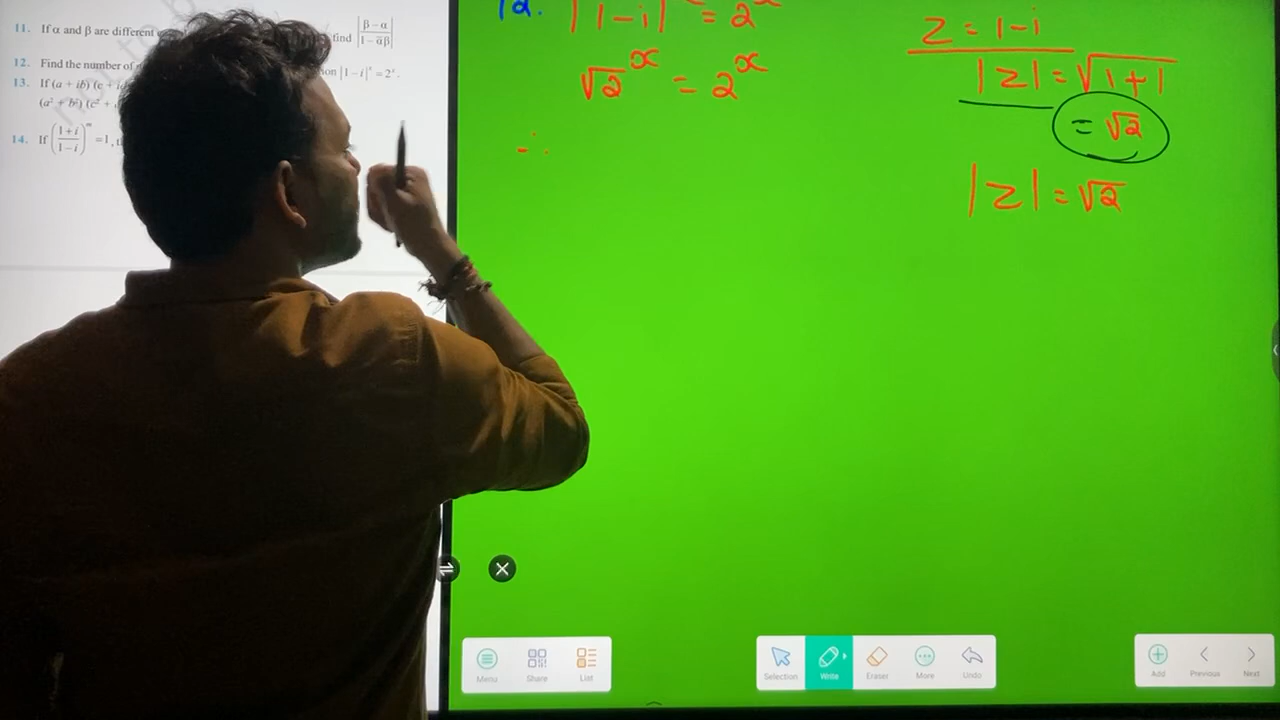 11. If α and β are different find |β − α / 1 − ᾱβ|
12. Find the number of on |1 − i|ˣ = 2ˣ.
13. If (a + ib) (c +
(a² + b²) (c² +
14. If ((1+i)/(1−i))ᵐ = 1,
12. |1-i|ˣ = 2ˣ
√2ˣ = 2ˣ
∴
z = 1-i
|z| = √1+1
= √2
|z| = √2
Menu
Share
List
Selection
Write
Eraser
More
Undo
Add
Previous
Next